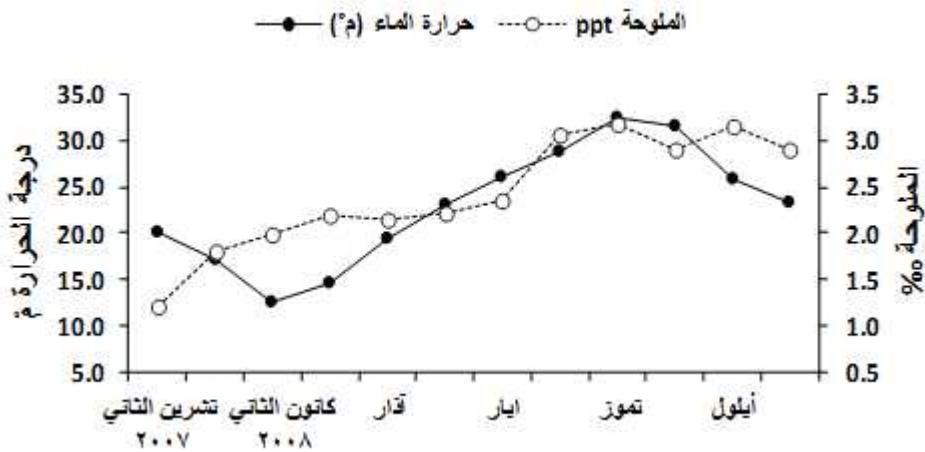 حرارة الماء (م°) الملوحة ppt
درجة الحرارة م°
35.0
30.0
25.0
20.0
15.0
10.0
5.0
3.5
3.0
2.5
2.0
1.5
1.0
0.5
الملوحة ‰
تشرين الثاني ٢٠٠٧
كانون الثاني ٢٠٠٨
آذار
ايار
تموز
أيلول